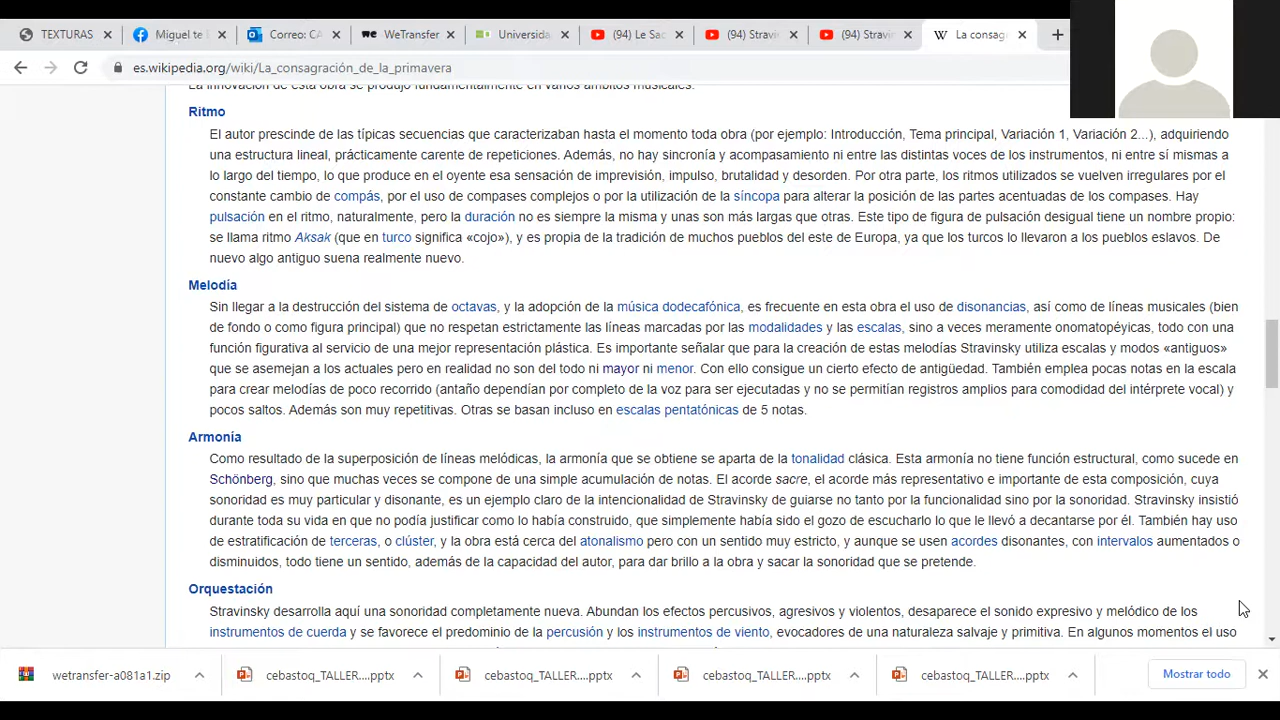 TEXTURAS
Miguel te
Correo: CA
WeTransfer
Universida
(94) Le Sac
(94) Stravin
(94) Stravin
La consag
es.wikipedia.org/wiki/La_consagración_de_la_primavera
La innovación de esta obra se produjo fundamentalmente en varios ámbitos musicales:
Ritmo
El autor prescinde de las típicas secuencias que caracterizaban hasta el momento toda obra (por ejemplo: Introducción, Tema principal, Variación 1, Variación 2...), adquiriendo
una estructura lineal, prácticamente carente de repeticiones. Además, no hay sincronía y acompasamiento ni entre las distintas voces de los instrumentos, ni entre sí mismas a
lo largo del tiempo, lo que produce en el oyente esa sensación de imprevisión, impulso, brutalidad y desorden. Por otra parte, los ritmos utilizados se vuelven irregulares por el
constante cambio de compás, por el uso de compases complejos o por la utilización de la síncopa para alterar la posición de las partes acentuadas de los compases. Hay
pulsación en el ritmo, naturalmente, pero la duración no es siempre la misma y unas son más largas que otras. Este tipo de figura de pulsación desigual tiene un nombre propio:
se llama ritmo Aksak (que en turco significa «cojo»), y es propia de la tradición de muchos pueblos del este de Europa, ya que los turcos lo llevaron a los pueblos eslavos. De
nuevo algo antiguo suena realmente nuevo.
Melodía
Sin llegar a la destrucción del sistema de octavas, y la adopción de la música dodecafónica, es frecuente en esta obra el uso de disonancias, así como de líneas musicales (bien
de fondo o como figura principal) que no respetan estrictamente las líneas marcadas por las modalidades y las escalas, sino a veces meramente onomatopéyicas, todo con una
función figurativa al servicio de una mejor representación plástica. Es importante señalar que para la creación de estas melodías Stravinsky utiliza escalas y modos «antiguos»
que se asemejan a los actuales pero en realidad no son del todo ni mayor ni menor. Con ello consigue un cierto efecto de antigüedad. También emplea pocas notas en la escala
para crear melodías de poco recorrido (antaño dependían por completo de la voz para ser ejecutadas y no se permitían registros amplios para comodidad del intérprete vocal) y
pocos saltos. Además son muy repetitivas. Otras se basan incluso en escalas pentatónicas de 5 notas.
Armonía
Como resultado de la superposición de líneas melódicas, la armonía que se obtiene se aparta de la tonalidad clásica. Esta armonía no tiene función estructural, como sucede en
Schönberg, sino que muchas veces se compone de una simple acumulación de notas. El acorde sacre, el acorde más representativo e importante de esta composición, cuya
sonoridad es muy particular y disonante, es un ejemplo claro de la intencionalidad de Stravinsky de guiarse no tanto por la funcionalidad sino por la sonoridad. Stravinsky insistió
durante toda su vida en que no podía justificar como lo había construido, que simplemente había sido el gozo de escucharlo lo que le llevó a decantarse por él. También hay uso
de estratificación de terceras, o clúster, y la obra está cerca del atonalismo pero con un sentido muy estricto, y aunque se usen acordes disonantes, con intervalos aumentados o
disminuidos, todo tiene un sentido, además de la capacidad del autor, para dar brillo a la obra y sacar la sonoridad que se pretende.
Orquestación
Stravinsky desarrolla aquí una sonoridad completamente nueva. Abundan los efectos percusivos, agresivos y violentos, desaparece el sonido expresivo y melódico de los
instrumentos de cuerda y se favorece el predominio de la percusión y los instrumentos de viento, evocadores de una naturaleza salvaje y primitiva. En algunos momentos el uso
wetransfer-a081a1.zip
cebastoq_TALLER....pptx
cebastoq_TALLER....pptx
cebastoq_TALLER....pptx
cebastoq_TALLER....pptx
Mostrar todo